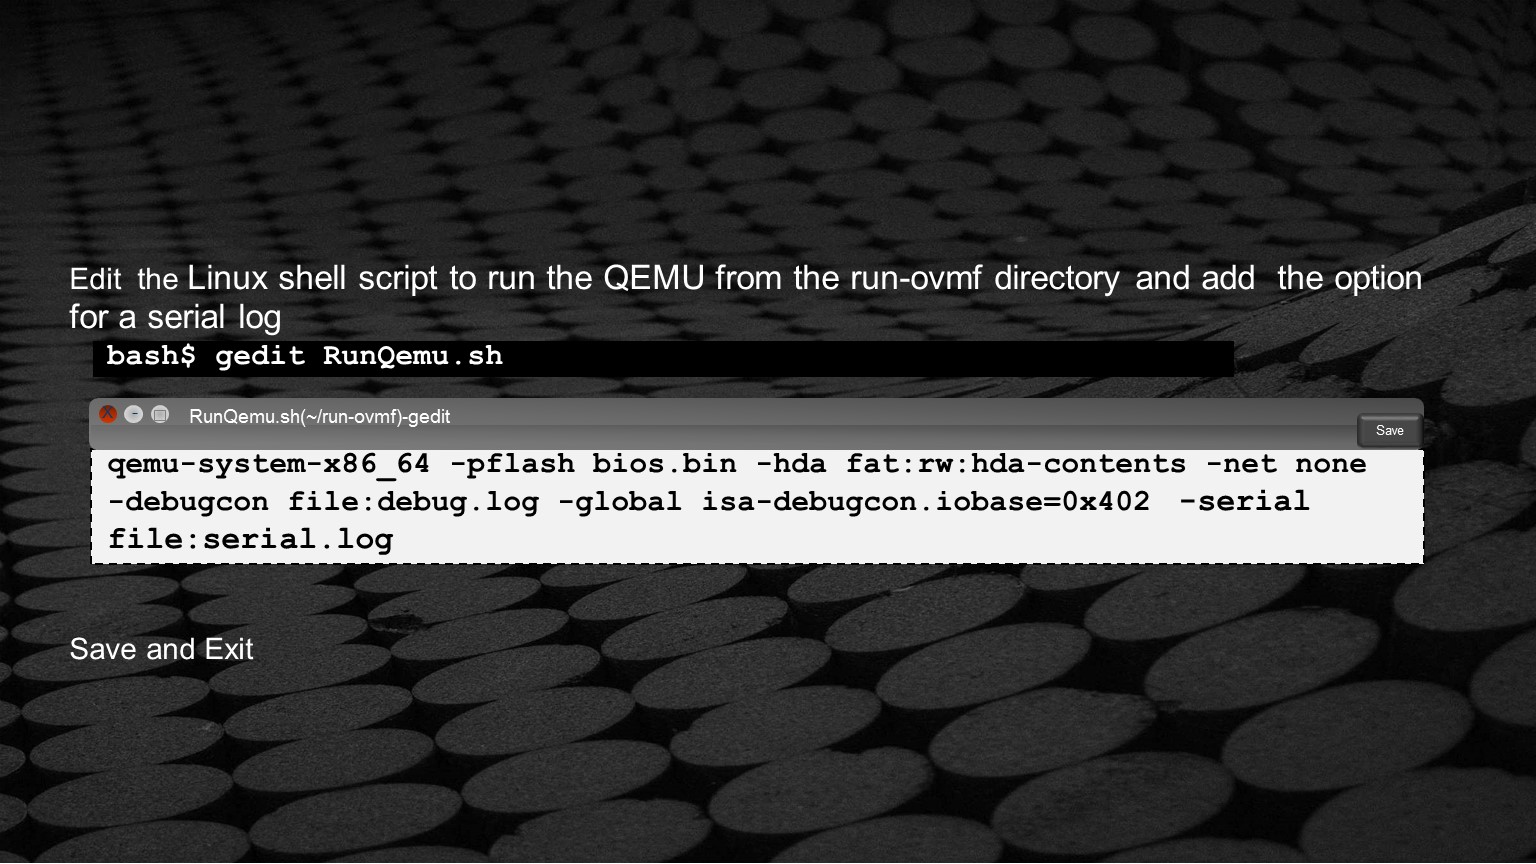 Edit the Linux shell script to run the QEMU from the run-ovmf directory and add the option
for a serial log
bash$ gedit RunQemu.sh
RunQemu.sh(~/run-ovmf)-gedit
Save
qemu-system-x86_64 -pflash bios.bin -hda fat:rw:hda-contents -net none
-debugcon file:debug.log -global isa-debugcon.iobase=0x402 -serial
file:serial.log
Save and Exit